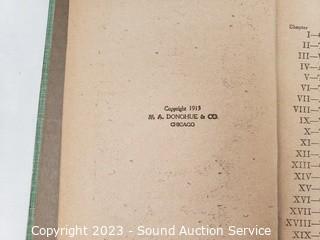 Copyright 1913
M. A. DONOHUE & CO.
CHICAGO
Chapter
I
II
III
IV
V
VI
VII
VIII
IX
X
XI
XII
XIII
XIV
XV
XVI
XVII
XVIII
XIX
Copyright © 2023 - Sound Auction Service